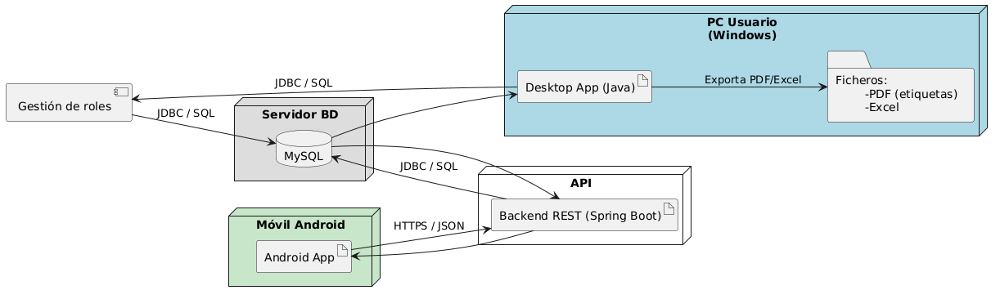 PC Usuario
(Windows)
Desktop App (Java)
Exporta PDF/Excel
Ficheros:
-PDF (etiquetas)
-Excel
JDBC / SQL
Gestión de roles
JDBC / SQL
Servidor BD
MySQL
JDBC / SQL
API
Backend REST (Spring Boot)
Móvil Android
HTTPS / JSON
Android App